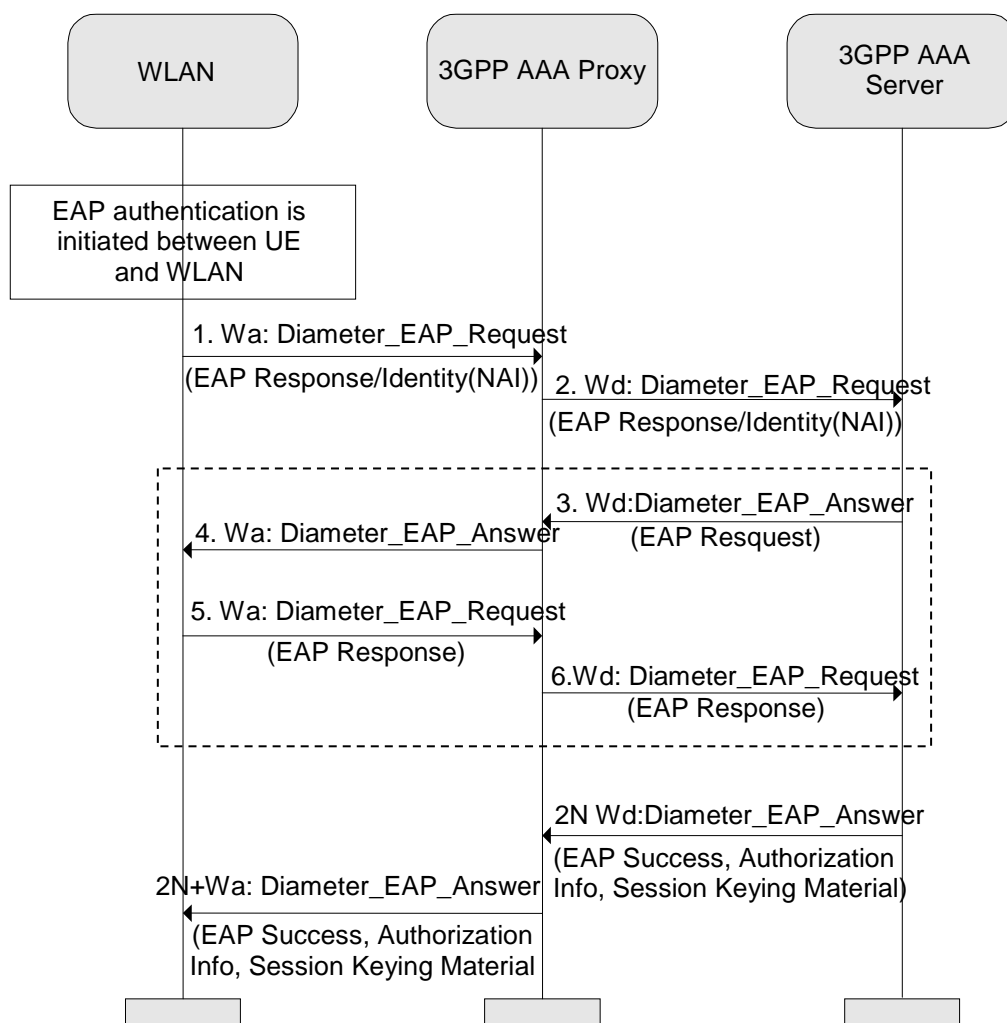 WLAN
3GPP AAA Proxy
3GPP AAA
Server
EAP authentication is
initiated between UE
and WLAN
1. Wa: Diameter_EAP_Request
(EAP Response/Identity(NAI))
2. Wd: Diameter_EAP_Request
(EAP Response/Identity(NAI))
3. Wd:Diameter_EAP_Answer
(EAP Resquest)
4. Wa: Diameter_EAP_Answer
5. Wa: Diameter_EAP_Request
(EAP Response)
6.Wd: Diameter_EAP_Request
(EAP Response)
2N Wd:Diameter_EAP_Answer
(EAP Success, Authorization
Info, Session Keying Material)
2N+Wa: Diameter_EAP_Answer
(EAP Success, Authorization
Info, Session Keying Material